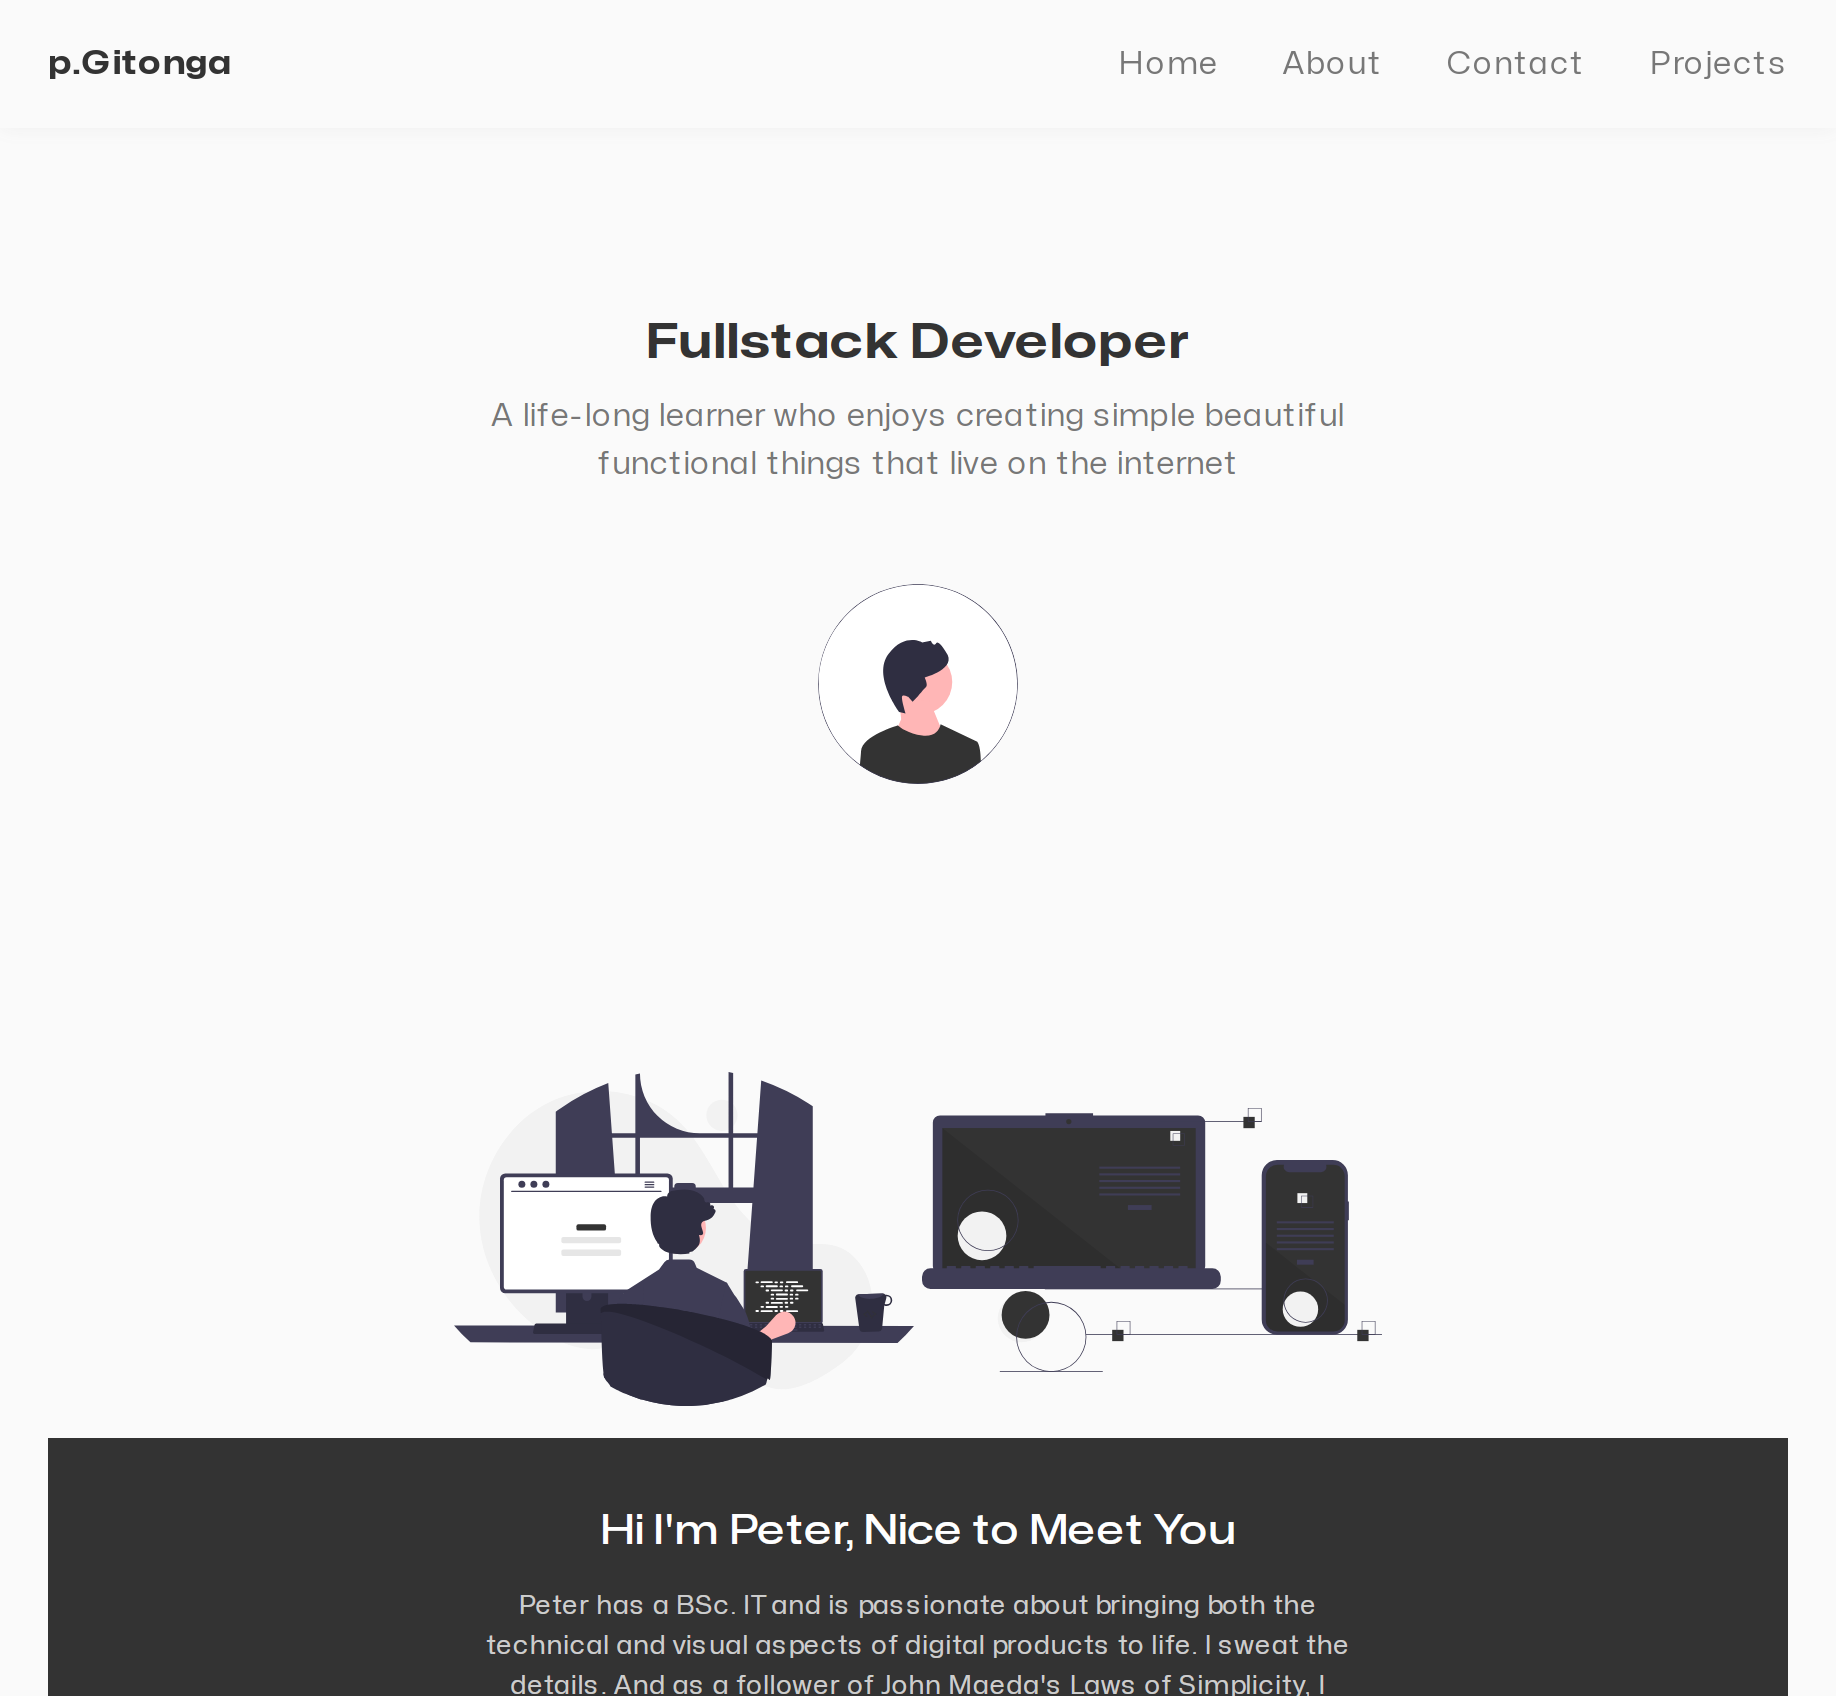 p.Gitonga
Home About Contact Projects
Fullstack Developer
A life-long learner who enjoys creating simple beautiful
functional things that live on the internet
Hi I'm Peter, Nice to Meet You
Peter has a BSc. IT and is passionate about bringing both the
technical and visual aspects of digital products to life. I sweat the
details. And as a follower of John Maeda's Laws of Simplicity, I